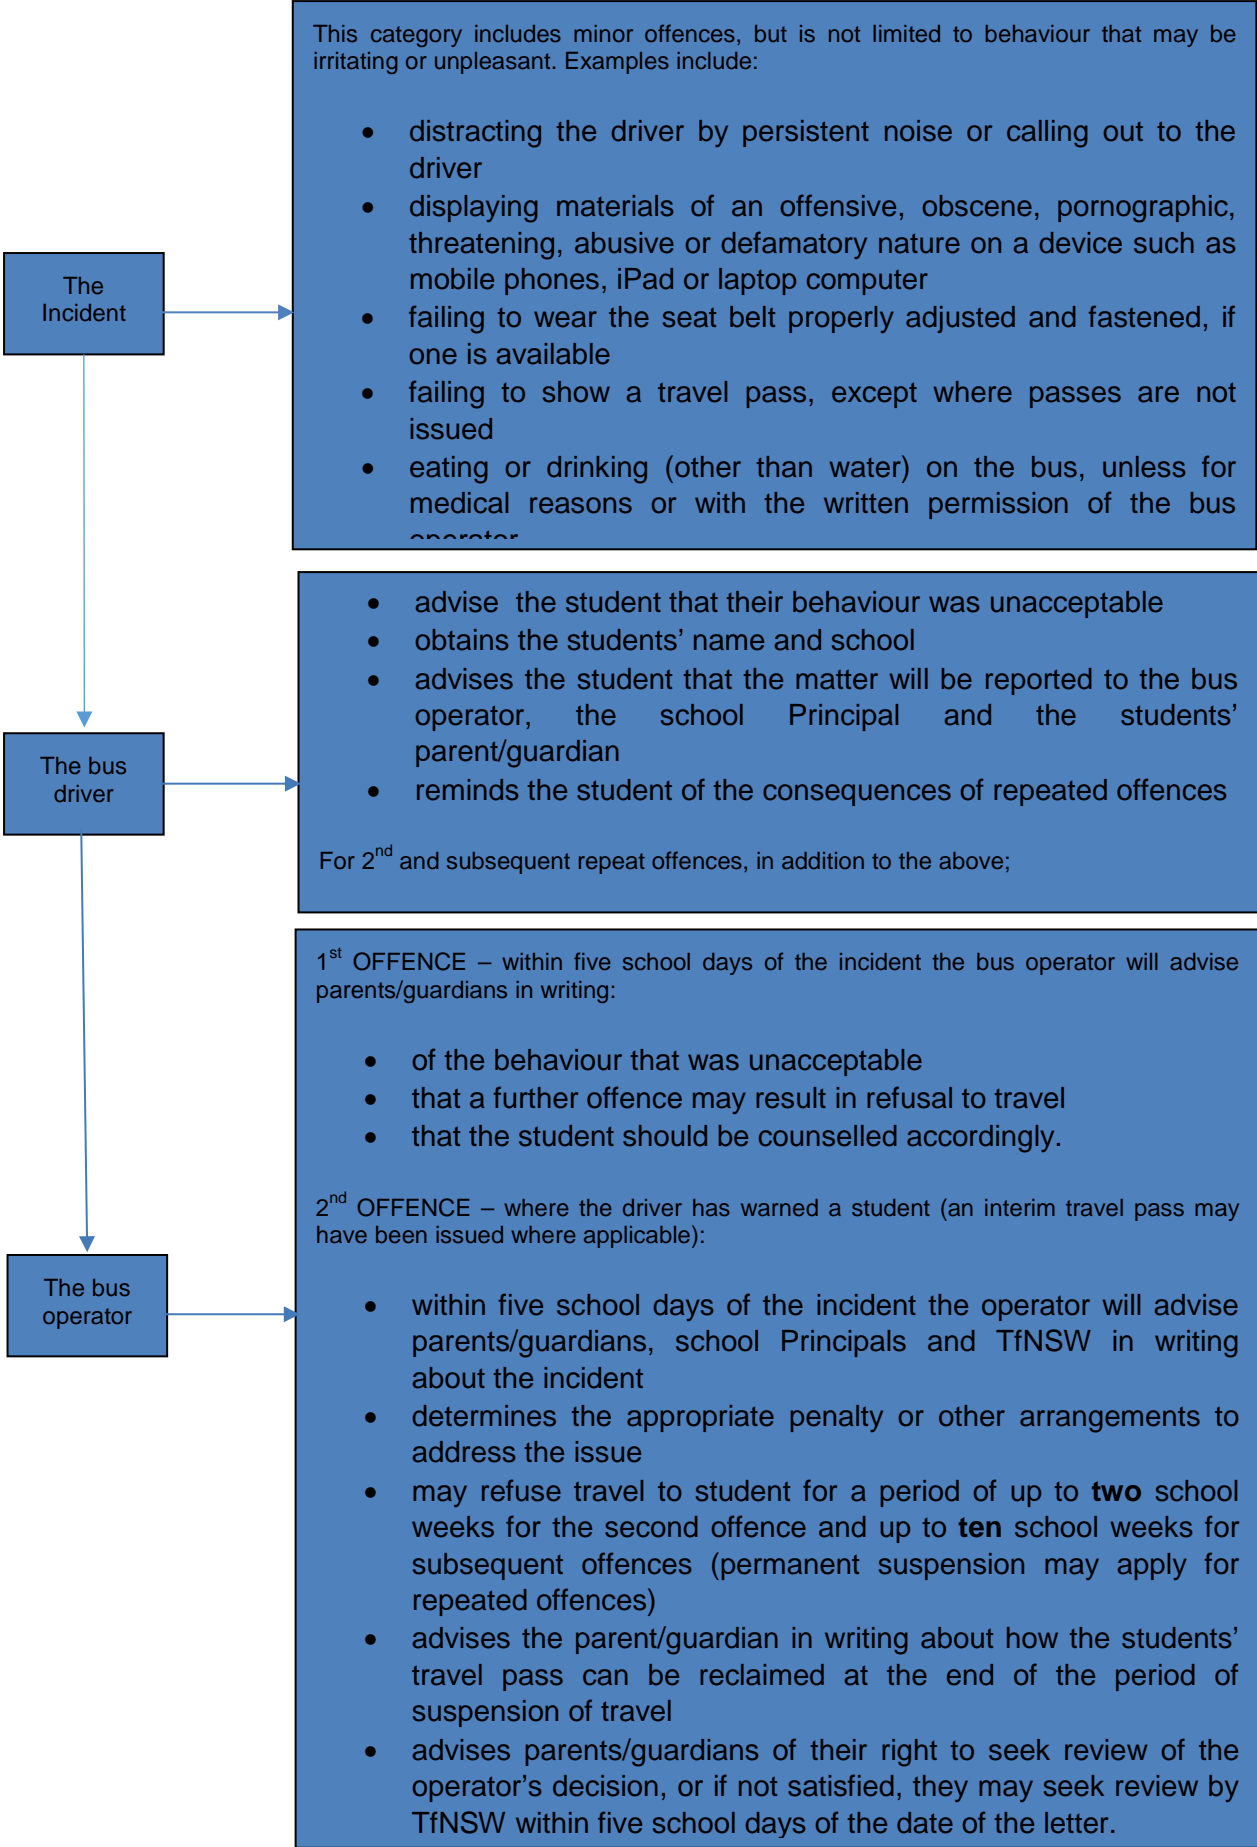 This category includes minor offences, but is not limited to behaviour that may be
irritating or unpleasant. Examples include:
• distracting the driver by persistent noise or calling out to the
driver
• displaying materials of an offensive, obscene, pornographic,
threatening, abusive or defamatory nature on a device such as
mobile phones, iPad or laptop computer
• failing to wear the seat belt properly adjusted and fastened, if
one is available
• failing to show a travel pass, except where passes are not
issued
• eating or drinking (other than water) on the bus, unless for
medical reasons or with the written permission of the bus
operator
The
Incident
• advise the student that their behaviour was unacceptable
• obtains the students’ name and school
• advises the student that the matter will be reported to the bus
operator, the school Principal and the students’
parent/guardian
• reminds the student of the consequences of repeated offences
For 2nd and subsequent repeat offences, in addition to the above;
The bus
driver
1st OFFENCE – within five school days of the incident the bus operator will advise
parents/guardians in writing:
• of the behaviour that was unacceptable
• that a further offence may result in refusal to travel
• that the student should be counselled accordingly.
2nd OFFENCE – where the driver has warned a student (an interim travel pass may
have been issued where applicable):
• within five school days of the incident the operator will advise
parents/guardians, school Principals and TfNSW in writing
about the incident
• determines the appropriate penalty or other arrangements to
address the issue
• may refuse travel to student for a period of up to two school
weeks for the second offence and up to ten school weeks for
subsequent offences (permanent suspension may apply for
repeated offences)
• advises the parent/guardian in writing about how the students’
travel pass can be reclaimed at the end of the period of
suspension of travel
• advises parents/guardians of their right to seek review of the
operator’s decision, or if not satisfied, they may seek review by
TfNSW within five school days of the date of the letter.
The bus
operator